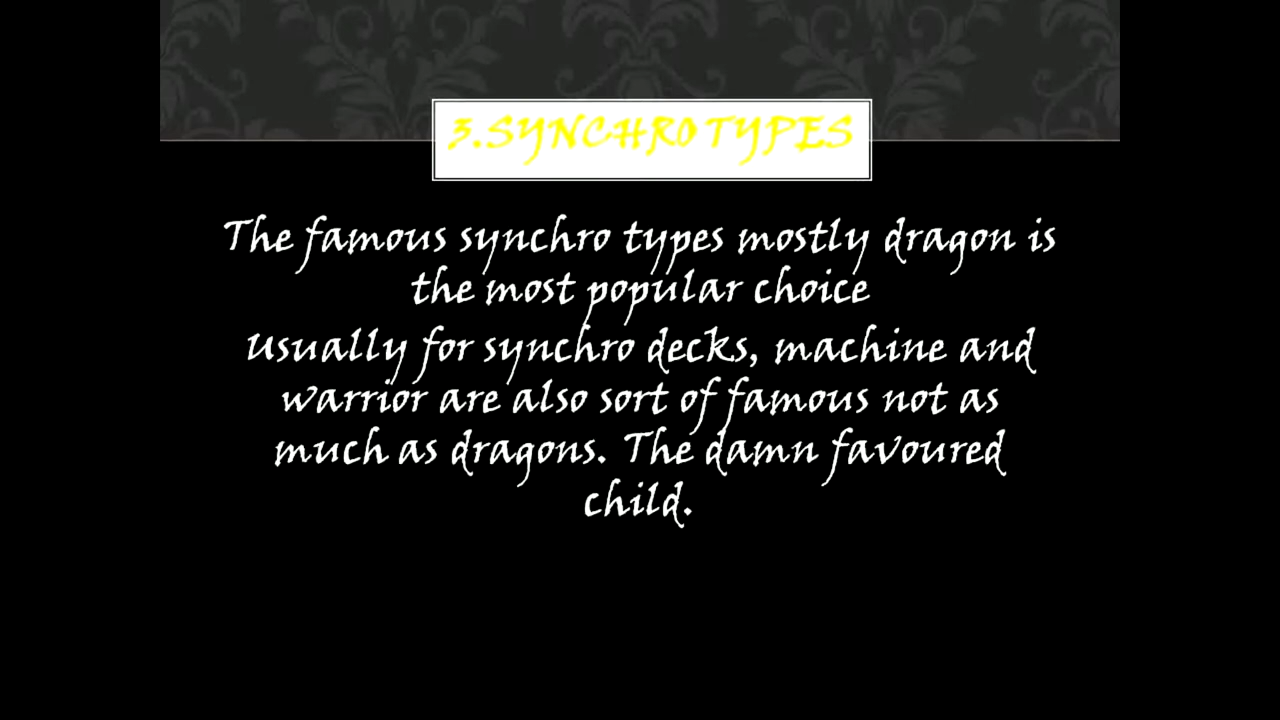 3.SYNCHRO TYPES
The famous synchro types mostly dragon is
the most popular choice
Usually for synchro decks, machine and
warrior are also sort of famous not as
much as dragons. The damn favoured
child.